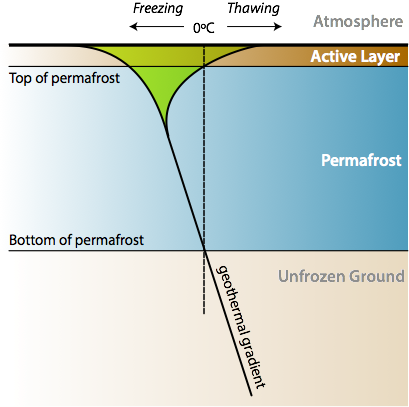 Freezing
Thawing
0ºC
Atmosphere
Active Layer
Top of permafrost
Permafrost
Bottom of permafrost
Unfrozen Ground
geothermal gradient